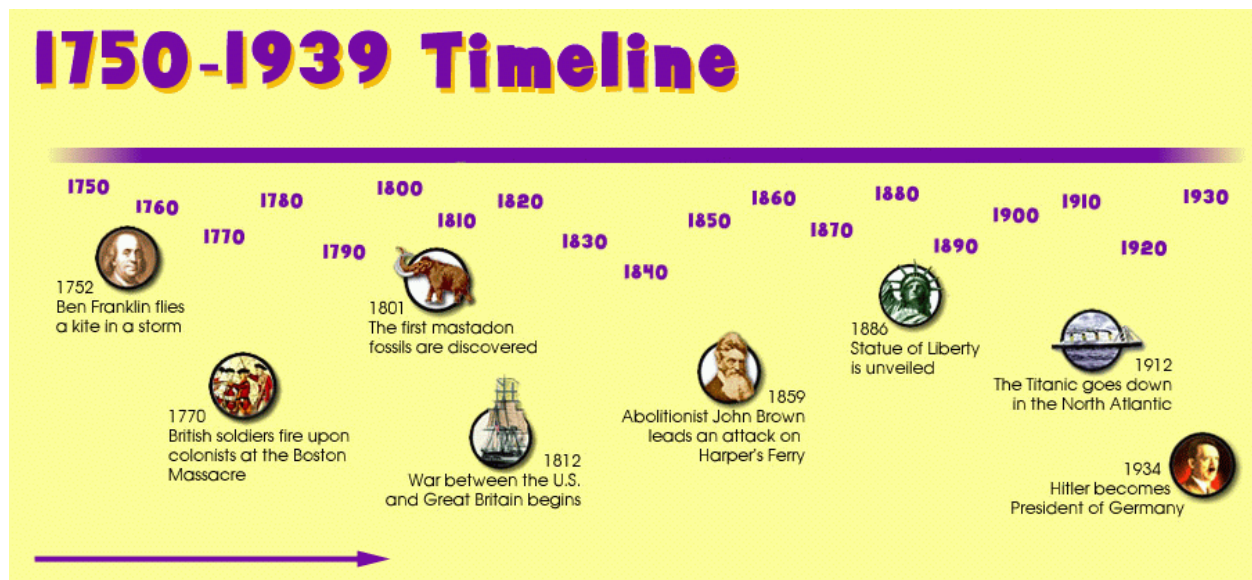 1750-1939 Timeline
1750
1760
1770
1780
1790
1800
1810
1820
1830
1840
1850
1860
1870
1880
1890
1900
1910
1920
1930
1752
Ben Franklin flies
a kite in a storm
1770
British soldiers fire upon
colonists at the Boston
Massacre
1801
The first mastadon
fossils are discovered
1812
War between the U.S.
and Great Britain begins
1859
Abolitionist John Brown
leads an attack on
Harper's Ferry
1886
Statue of Liberty
is unveiled
1912
The Titanic goes down
in the North Atlantic
1934
Hitler becomes
President of Germany